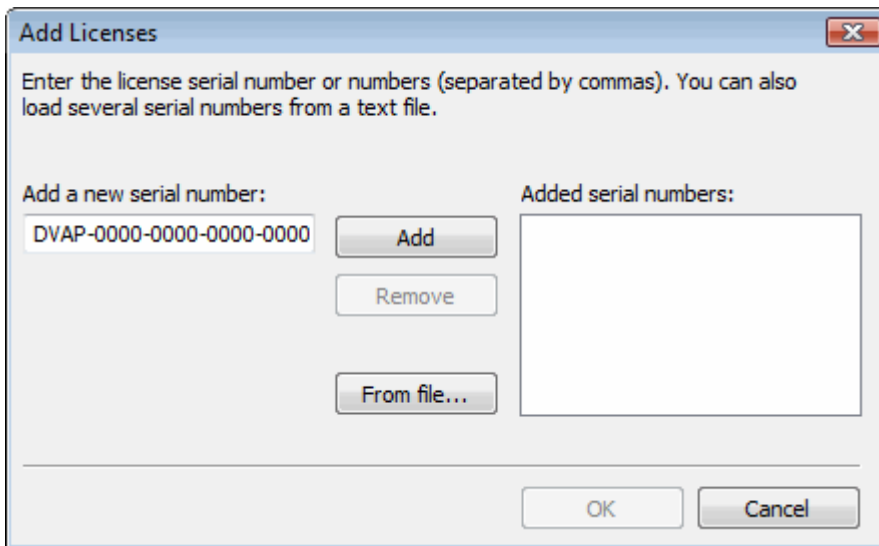 Add Licenses
Enter the license serial number or numbers (separated by commas). You can also
load several serial numbers from a text file.
Add a new serial number:
Added serial numbers:
DVAP-0000-0000-0000-0000
Add
Remove
From file...
OK
Cancel